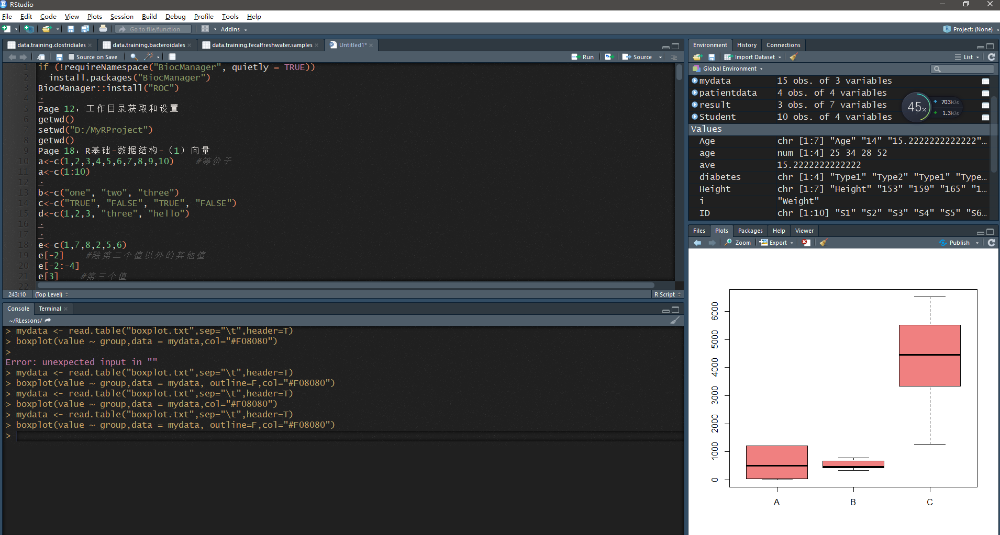 RStudio
File Edit Code View Plots Session Build Debug Profile Tools Help
Go to file/function Addins Project: (None)
data.training.clostridiales data.training.bacteroidales data.training.fecalfreshwater.samples Untitled1*
Source on Save Run Source
1 if (!requireNamespace("BiocManager", quietly = TRUE))
2 install.packages("BiocManager")
3 BiocManager::install("ROC")
4 .
5 Page 12: 工作目录获取和设置
6 getwd()
7 setwd("D:/MyRProject")
8 getwd()
9 Page 18: R基础-数据结构-（1）向量
10 a<-c(1,2,3,4,5,6,7,8,9,10) #等价于
11 a<-c(1:10)
12 .
13 b<-c("one", "two", "three")
14 c<-c("TRUE", "FALSE", "TRUE", "FALSE")
15 d<-c(1,2,3, "three", "hello")
16 .
17 .
18 e<-c(1,7,8,2,5,6)
19 e[-2] #除第二个值以外的其他值
20 e[-2:-4]
21 e[3] #第三个值
22
243:10 (Top Level) R Script
Console Terminal
~/RLessons/
> mydata <- read.table("boxplot.txt",sep="\t",header=T)
> boxplot(value ~ group,data = mydata,col="#F08080")
>
Error: unexpected input in ""
> mydata <- read.table("boxplot.txt",sep="\t",header=T)
> boxplot(value ~ group,data = mydata, outline=F,col="#F08080")
> mydata <- read.table("boxplot.txt",sep="\t",header=T)
> boxplot(value ~ group,data = mydata,col="#F08080")
> mydata <- read.table("boxplot.txt",sep="\t",header=T)
> boxplot(value ~ group,data = mydata, outline=F,col="#F08080")
>
Environment History Connections
Import Dataset List
Global Environment
mydata 15 obs. of 3 variables
patientdata 4 obs. of 4 variables
result 3 obs. of 7 variables
Student 10 obs. of 4 variables
45% 703K/s
1.3K/s
Values
Age chr [1:7] "Age" "14" "15.2222222222222"...
age num [1:4] 25 34 28 52
ave 15.2222222222222
diabetes chr [1:4] "Type1" "Type2" "Type1" "Type...
Height chr [1:7] "Height" "153" "159" "165" "1...
i "Weight"
ID chr [1:10] "S1" "S2" "S3" "S4" "S5" "S6...
Files Plots Packages Help Viewer
Zoom Export Publish
6000
5000
4000
3000
2000
1000
0
A B C